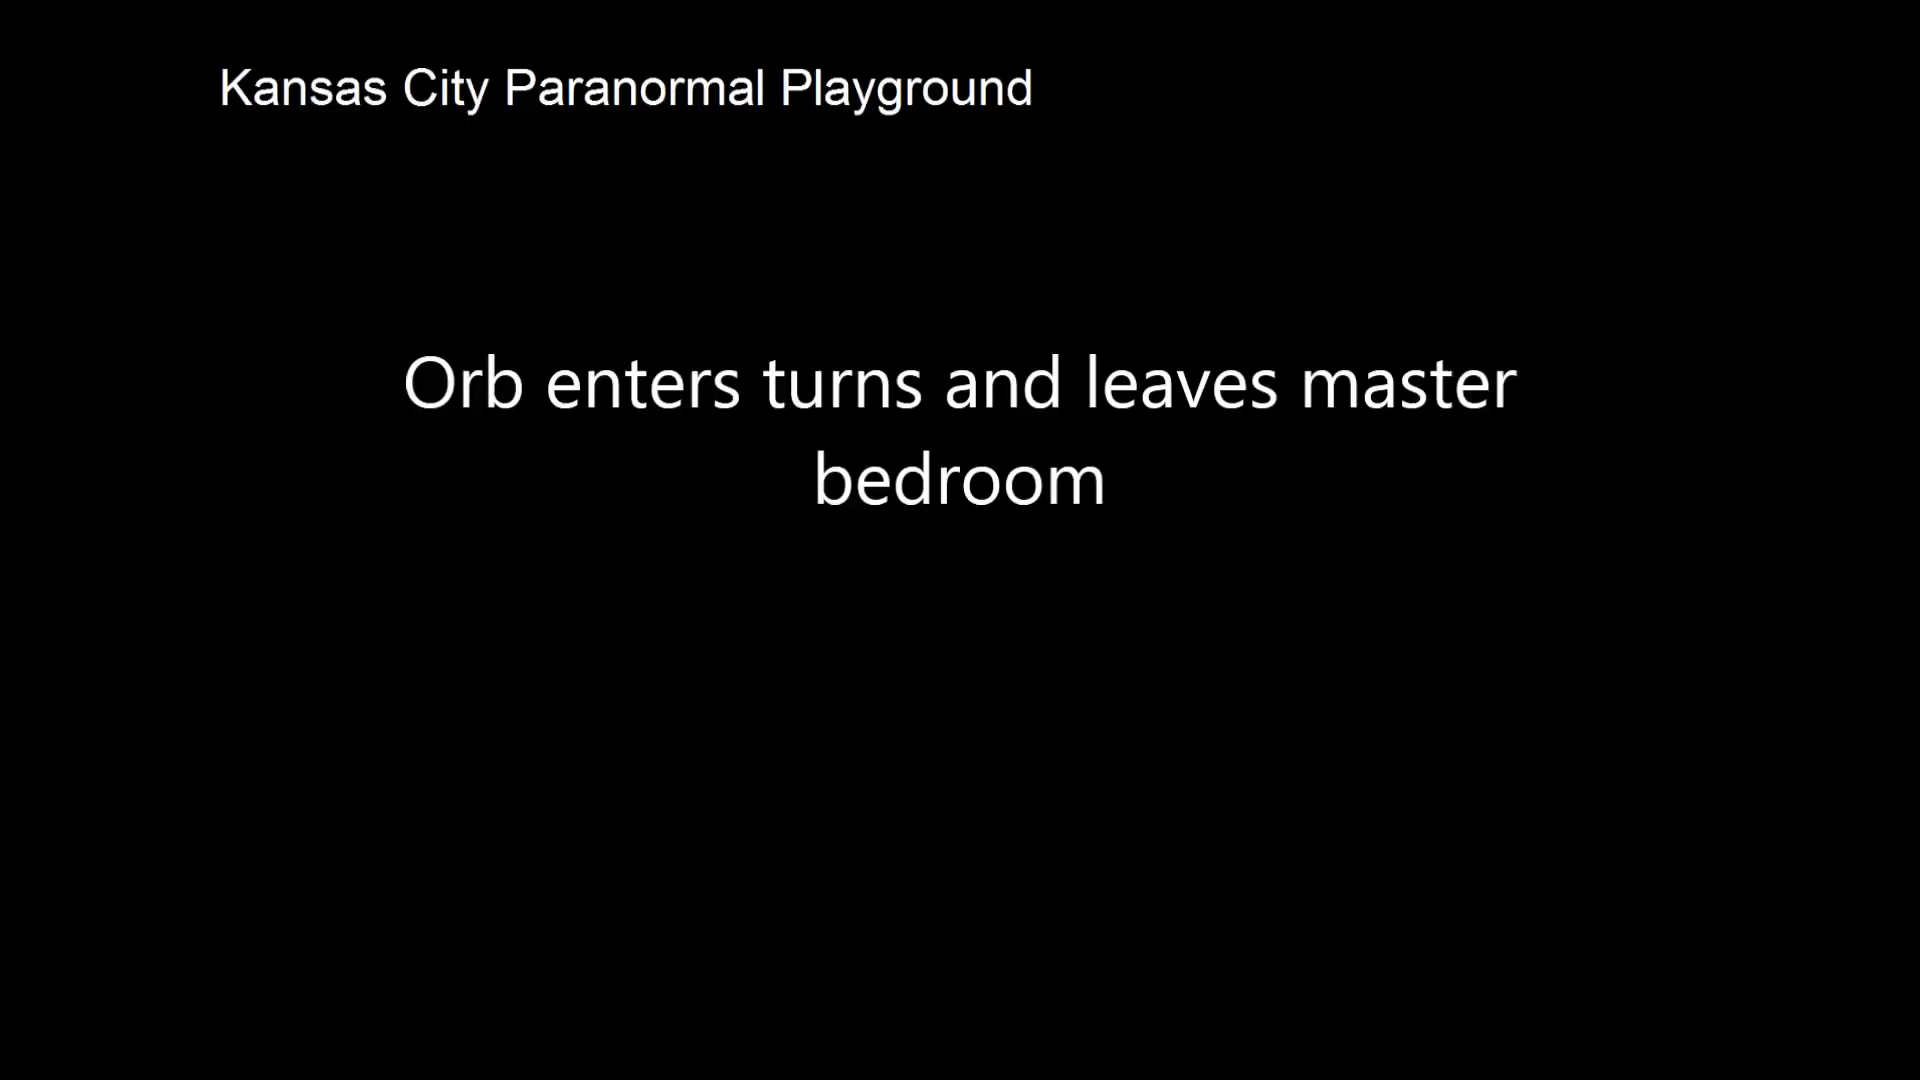 Kansas City Paranormal Playground
Orb enters turns and leaves master
bedroom